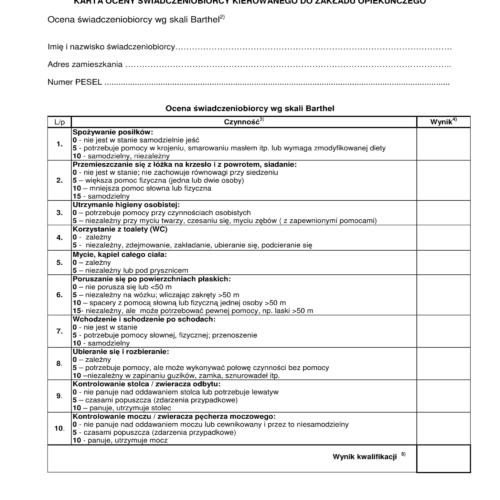 KARTA OCENY ŚWIADCZENIOBIORCY KIEROWANEGO DO ZAKŁADU OPIEKUŃCZEGO
Ocena świadczeniobiorcy wg skali Barthel2)
Imię i nazwisko świadczeniobiorcy……………………………………………………………………………….
Adres zamieszkania ……………………………………………………………………………………..
Numer PESEL ..........................................................................................................................
Ocena świadczeniobiorcy wg skali Barthel
L/p Czynność3) Wynik4)
1. Spożywanie posiłków:
0 - nie jest w stanie samodzielnie jeść
5 - potrzebuje pomocy w krojeniu, smarowaniu masłem itp. lub wymaga zmodyfikowanej diety
10 - samodzielny, niezależny
2. Przemieszczanie się z łóżka na krzesło i z powrotem, siadanie:
0 - nie jest w stanie; nie zachowuje równowagi przy siedzeniu
5 – większa pomoc fizyczna (jedna lub dwie osoby)
10 – mniejsza pomoc słowna lub fizyczna
15 - samodzielny
3. Utrzymanie higieny osobistej:
0 – potrzebuje pomocy przy czynnościach osobistych
5 – niezależny przy myciu twarzy, czesaniu się, myciu zębów ( z zapewnionymi pomocami)
4. Korzystanie z toalety (WC)
0 - zależny
5 - niezależny, zdejmowanie, zakładanie, ubieranie się, podcieranie się
5. Mycie, kąpiel całego ciała:
0 – zależny
5 – niezależny lub pod prysznicem
6. Poruszanie się po powierzchniach płaskich:
0 – nie porusza się lub <50 m
5 – niezależny na wózku; wliczając zakręty >50 m
10 – spacery z pomocą słowną lub fizyczną jednej osoby >50 m
15- niezależny, ale może potrzebować pewnej pomocy, np. laski >50 m
7. Wchodzenie i schodzenie po schodach:
0 - nie jest w stanie
5 - potrzebuje pomocy słownej, fizycznej; przenoszenie
10 - samodzielny
8. Ubieranie się i rozbieranie:
0 – zależny
5 – potrzebuje pomocy, ale może wykonywać połowę czynności bez pomocy
10 –niezależny w zapinaniu guzików, zamka, sznurowadeł itp.
9. Kontrolowanie stolca / zwieracza odbytu:
0 - nie panuje nad oddawaniem stolca lub potrzebuje lewatyw
5 – czasami popuszcza (zdarzenia przypadkowe)
10 – panuje, utrzymuje stolec
10. Kontrolowanie moczu / zwieracza pęcherza moczowego:
0 - nie panuje nad oddawaniem moczu lub cewnikowany i przez to niesamodzielny
5 - czasami popuszcza (zdarzenia przypadkowe)
10 - panuje, utrzymuje mocz
Wynik kwalifikacji 5)